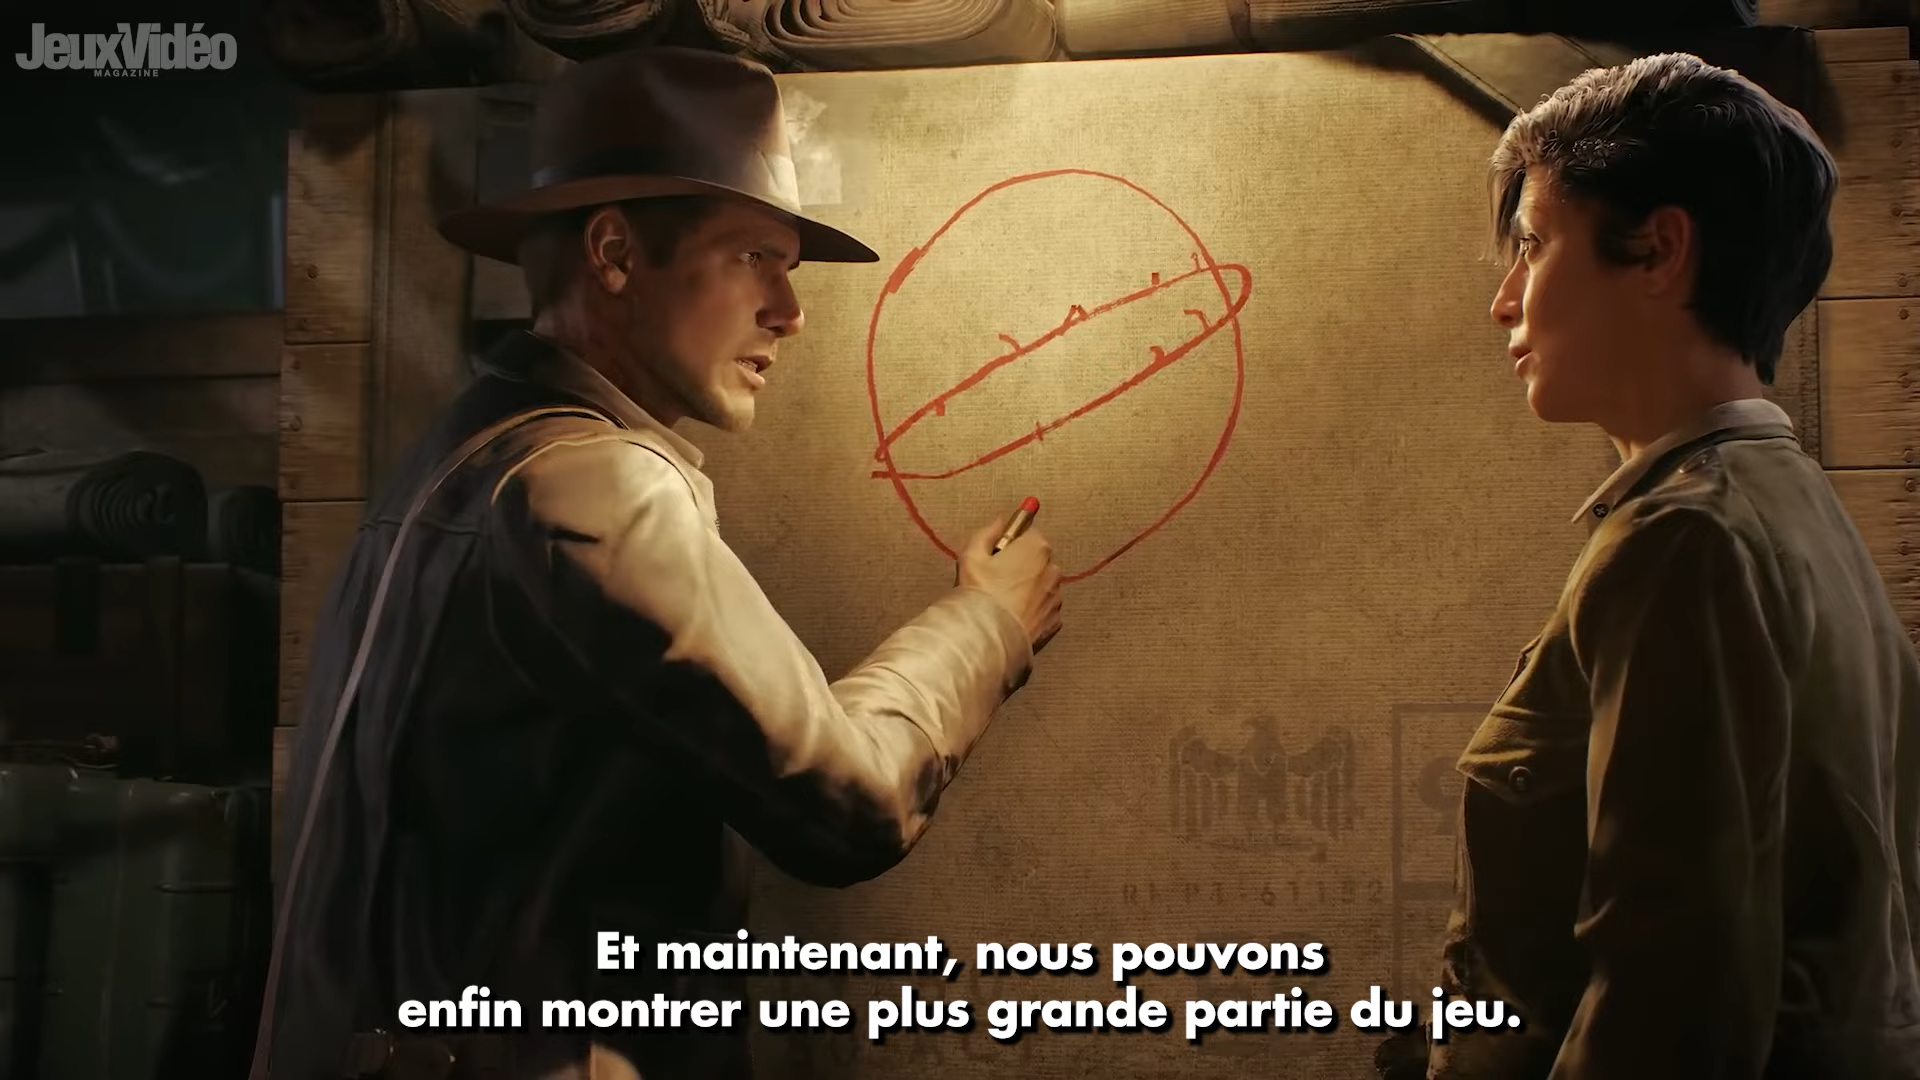 JeuxVidéo
MAGAZINE
Et maintenant, nous pouvons
enfin montrer une plus grande partie du jeu.